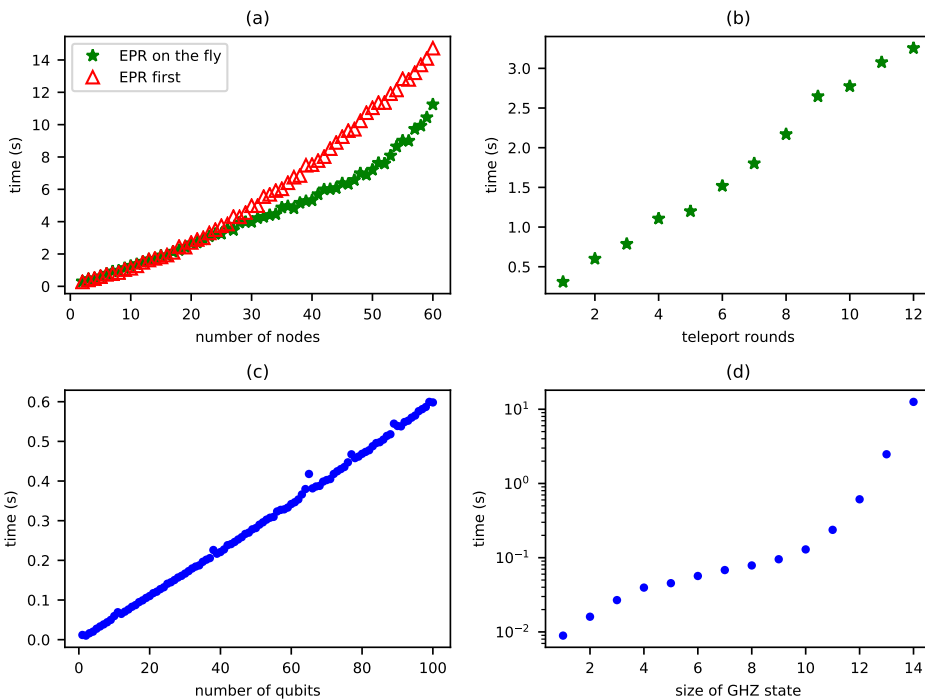 (a)
time (s)
14
12
10
8
6
4
2
0
EPR on the fly
EPR first
0 10 20 30 40 50 60
number of nodes
(b)
time (s)
3.0
2.5
2.0
1.5
1.0
0.5
2 4 6 8 10 12
teleport rounds
(c)
time (s)
0.6
0.5
0.4
0.3
0.2
0.1
0.0
0 20 40 60 80 100
number of qubits
(d)
time (s)
10¹
10⁰
10⁻¹
10⁻²
2 4 6 8 10 12 14
size of GHZ state